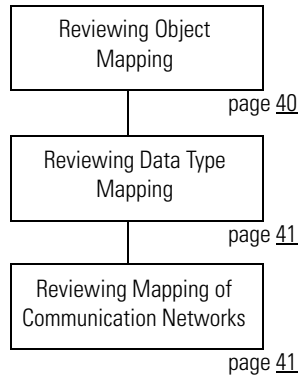 Reviewing Object
Mapping
page 40
Reviewing Data Type
Mapping
page 41
Reviewing Mapping of
Communication Networks
page 41